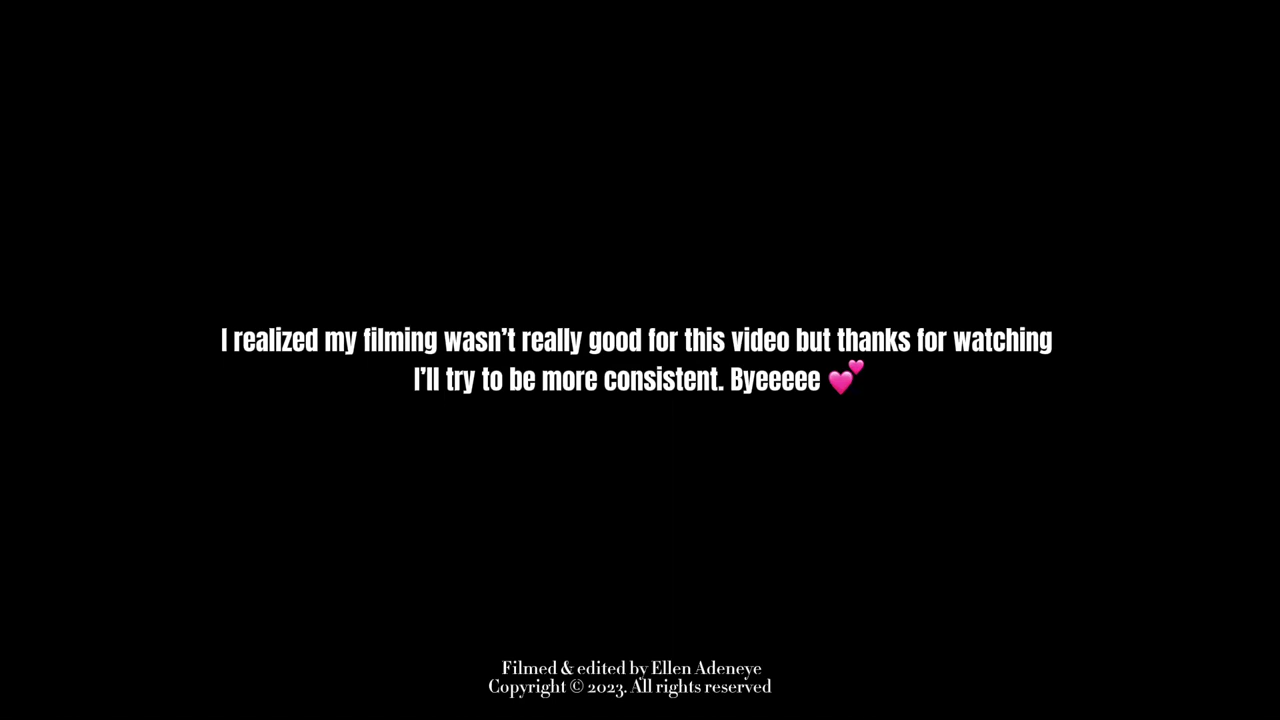 I realized my filming wasn’t really good for this video but thanks for watching
I’ll try to be more consistent. Byeeeee 💕
Filmed & edited by Ellen Adeneye
Copyright © 2023. All rights reserved